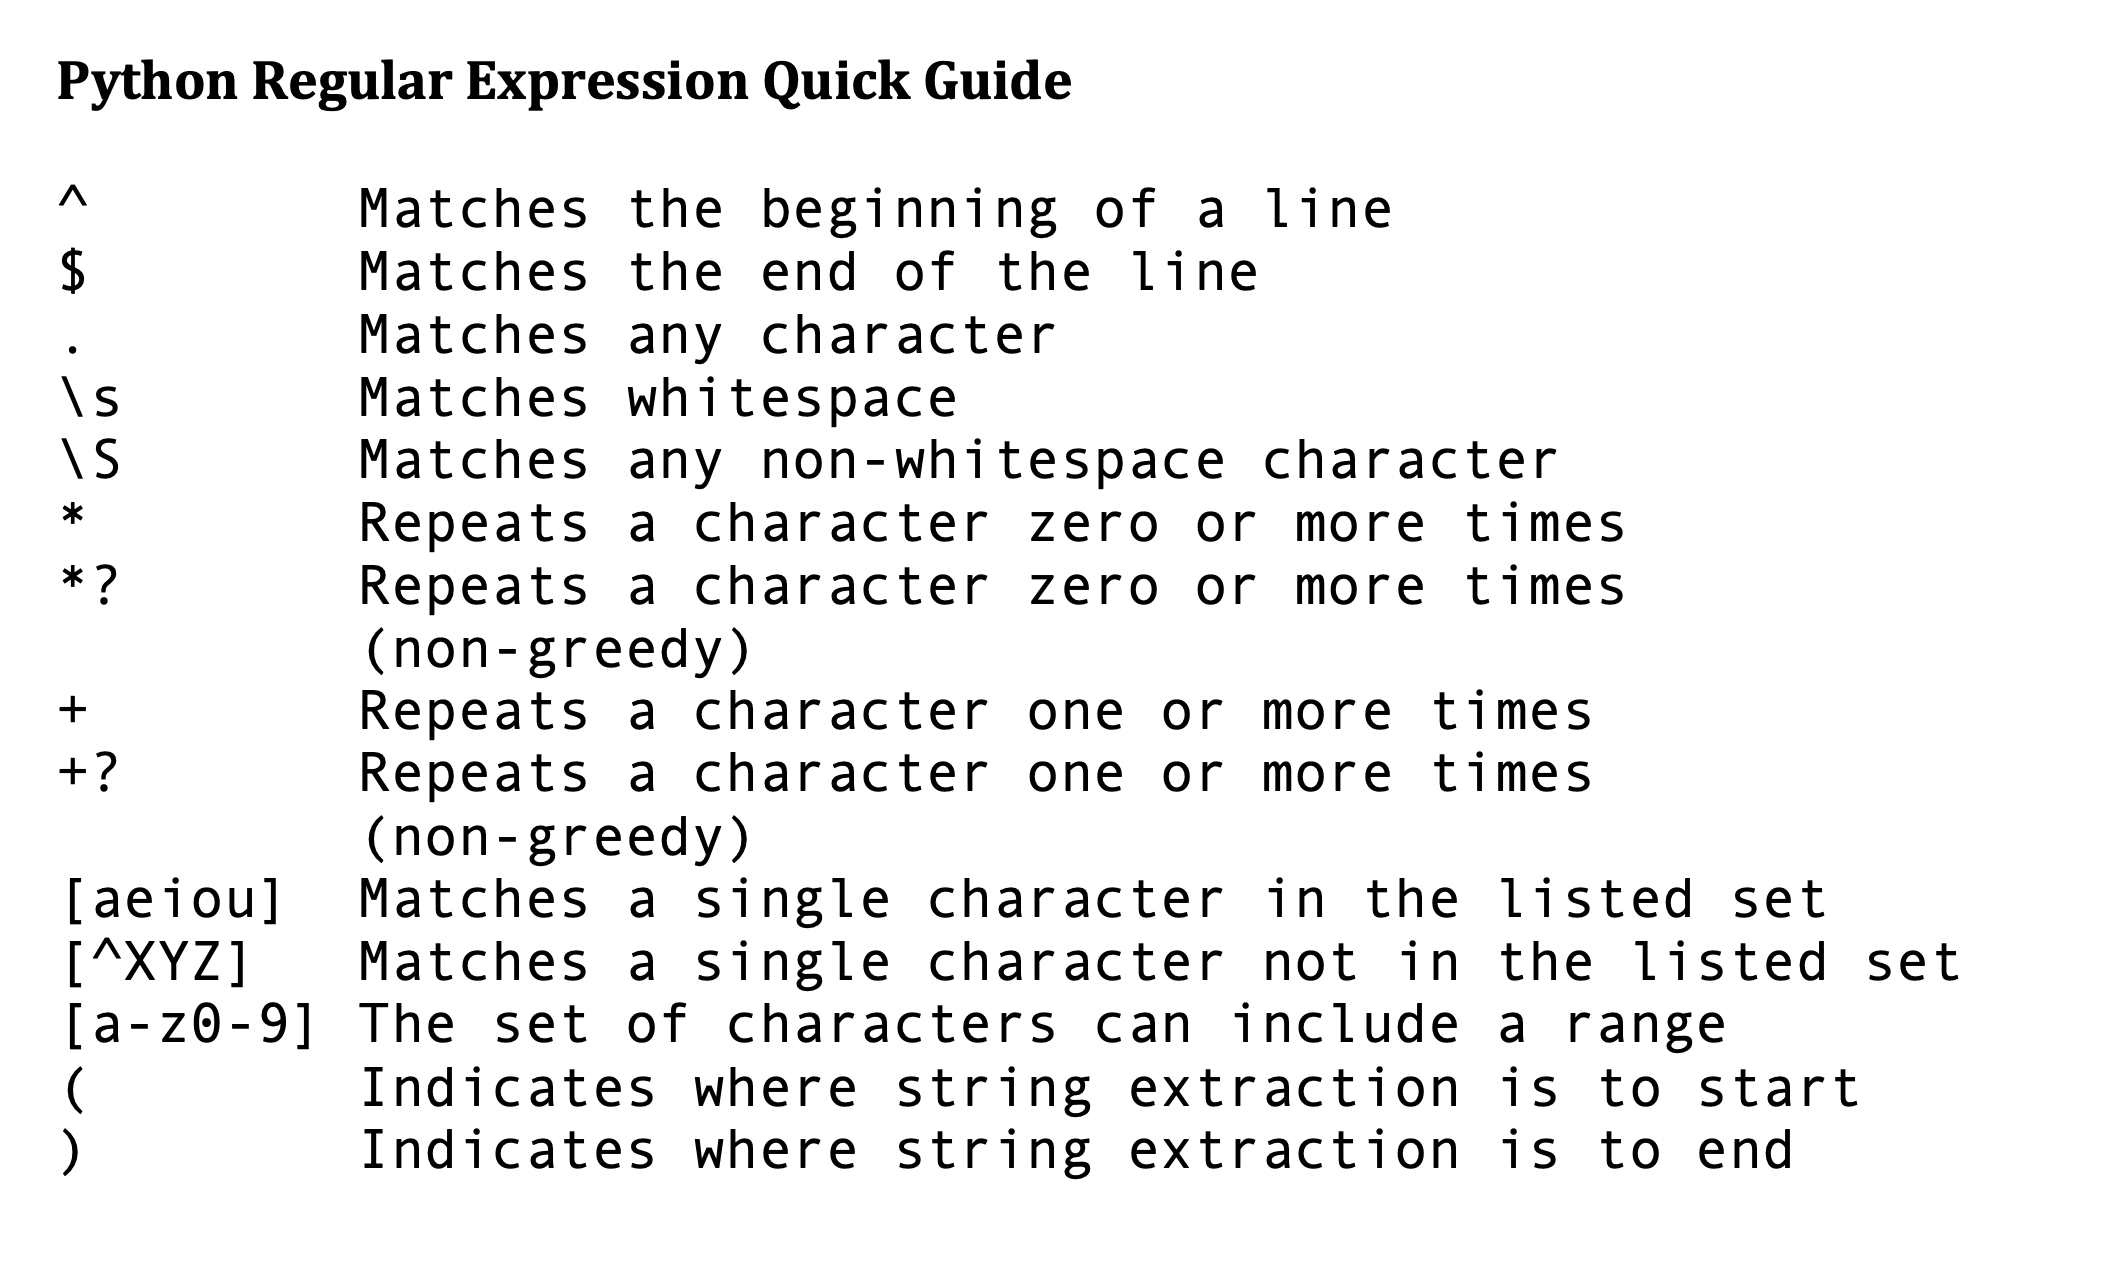 Python Regular Expression Quick Guide
^ Matches the beginning of a line
$ Matches the end of the line
. Matches any character
\s Matches whitespace
\S Matches any non-whitespace character
* Repeats a character zero or more times
*? Repeats a character zero or more times
(non-greedy)
+ Repeats a character one or more times
+? Repeats a character one or more times
(non-greedy)
[aeiou] Matches a single character in the listed set
[^XYZ] Matches a single character not in the listed set
[a-z0-9] The set of characters can include a range
( Indicates where string extraction is to start
) Indicates where string extraction is to end